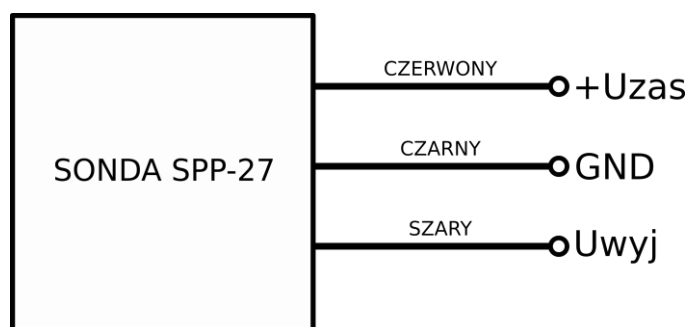 CZERWONY
+Uzas
CZARNY
GND
SONDA SPP-27
SZARY
Uwyj